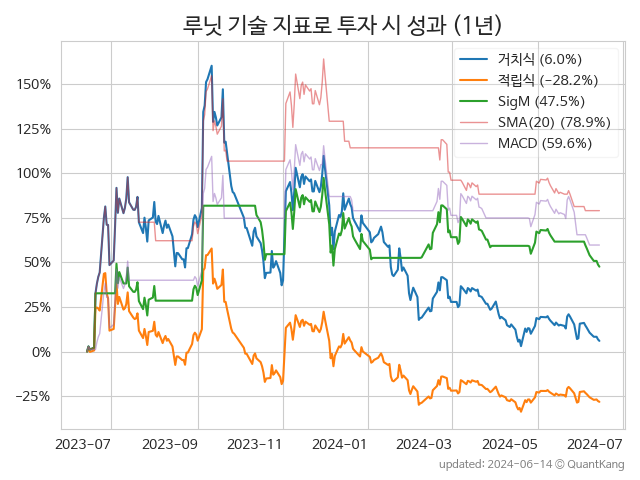 루닛 기술 지표로 투자 시 성과 (1년)
거치식 (6.0%)
적립식 (−28.2%)
SigM (47.5%)
SMA(20) (78.9%)
MACD (59.6%)
150%
125%
100%
75%
50%
25%
0%
−25%
2023-07 2023-09 2023-11 2024-01 2024-03 2024-05 2024-07
updated: 2024-06-14 © QuantKang